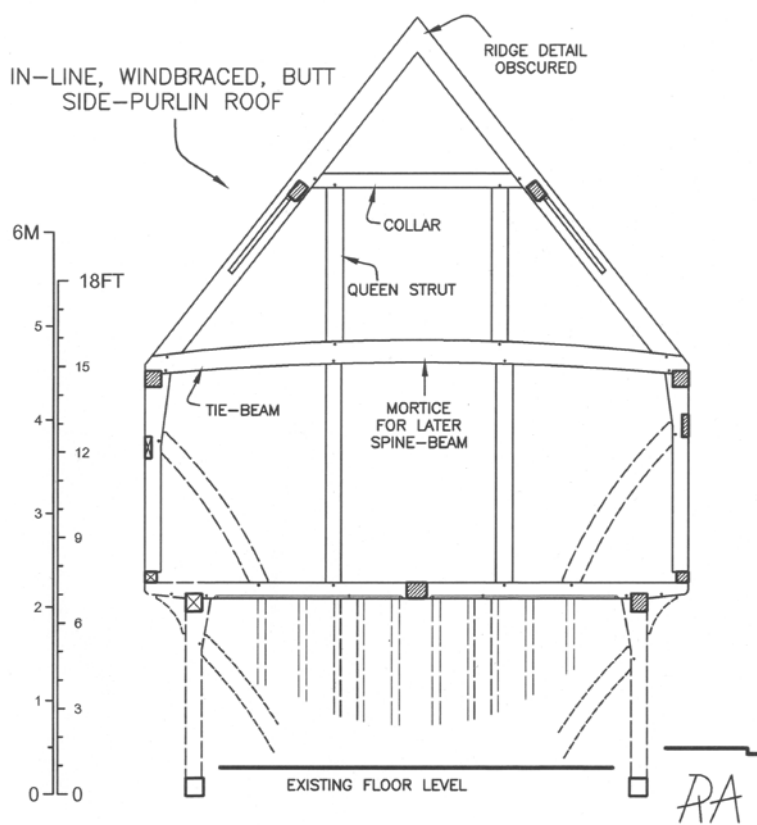 RIDGE DETAIL
OBSCURED
IN-LINE, WINDBRACED, BUTT
SIDE-PURLIN ROOF
COLLAR
6M
18FT
QUEEN STRUT
5
15
TIE-BEAM
MORTICE
FOR LATER
SPINE-BEAM
4
12
3
9
2
6
1
3
EXISTING FLOOR LEVEL
0
0
RA